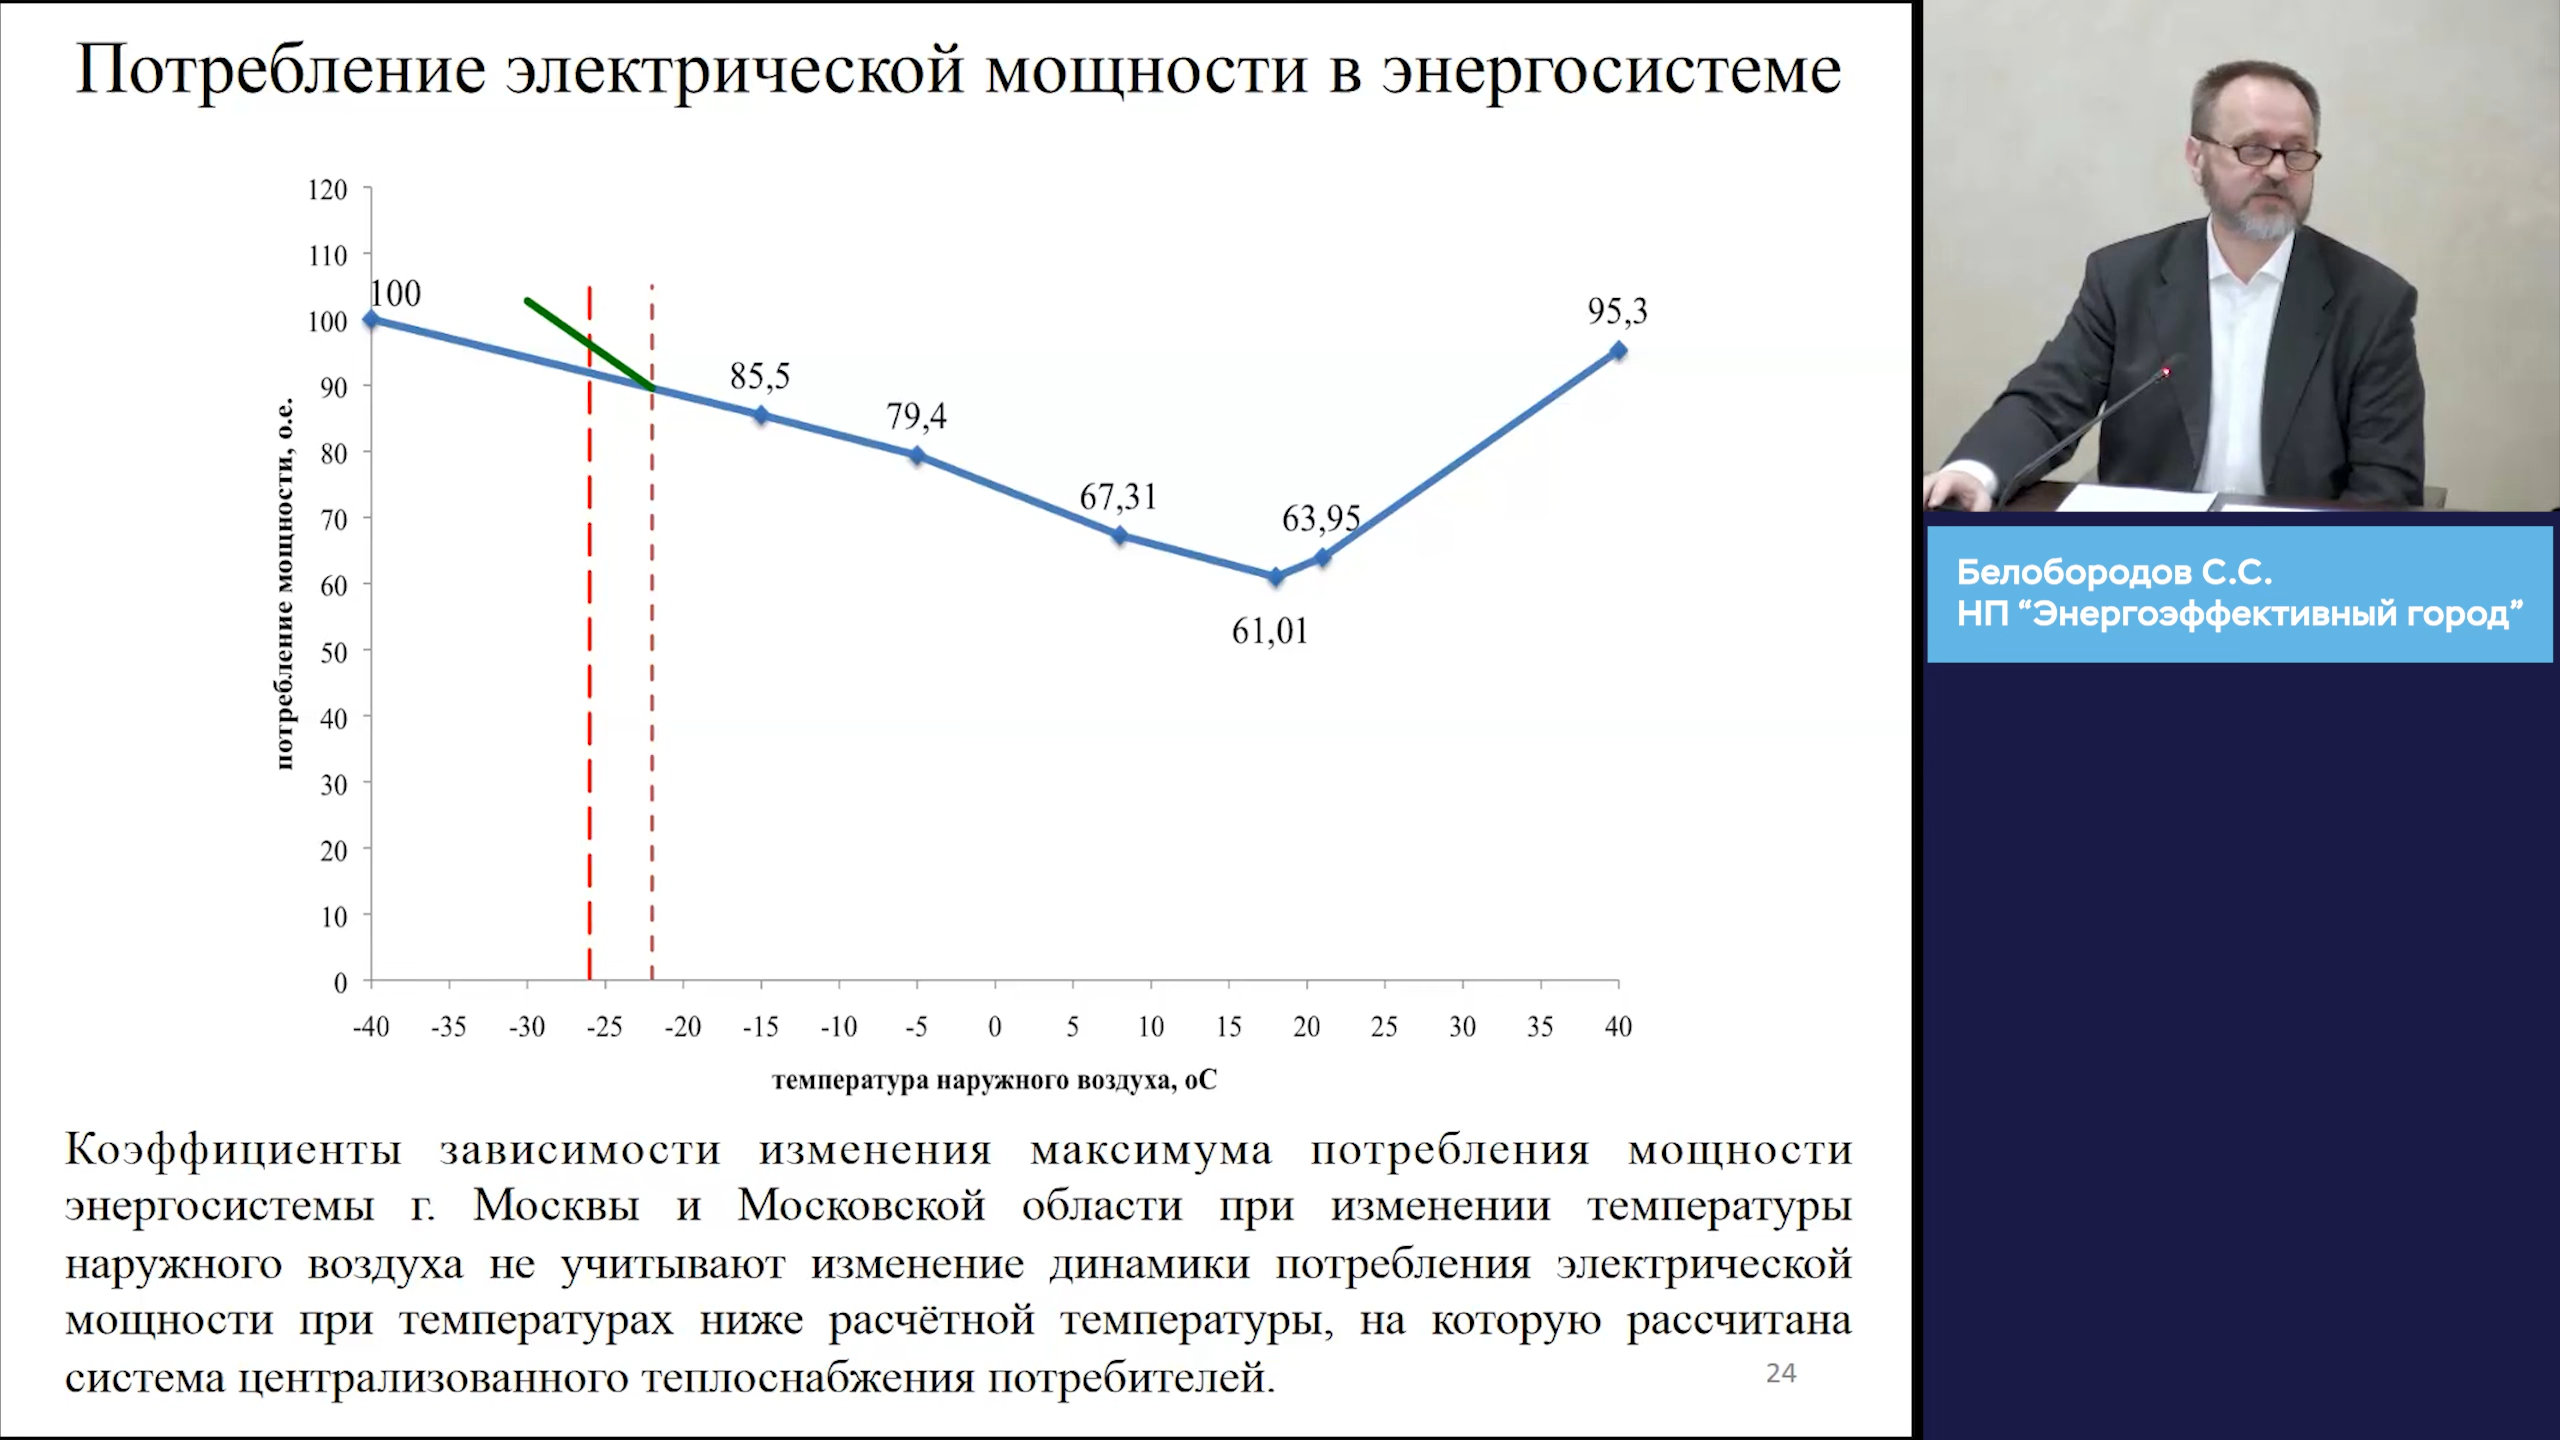 Потребление электрической мощности в энергосистеме
120
110
100
90
80
70
60
50
40
30
20
10
0
потребление мощности, о.е.
100
85,5
79,4
67,31
61,01
63,95
95,3
-40 -35 -30 -25 -20 -15 -10 -5 0 5 10 15 20 25 30 35 40
температура наружного воздуха, оС
Коэффициенты зависимости изменения максимума потребления мощности
энергосистемы г. Москвы и Московской области при изменении температуры
наружного воздуха не учитывают изменение динамики потребления электрической
мощности при температурах ниже расчётной температуры, на которую рассчитана
система централизованного теплоснабжения потребителей.
24
Белобородов С.С.
НП “Энергоэффективный город”